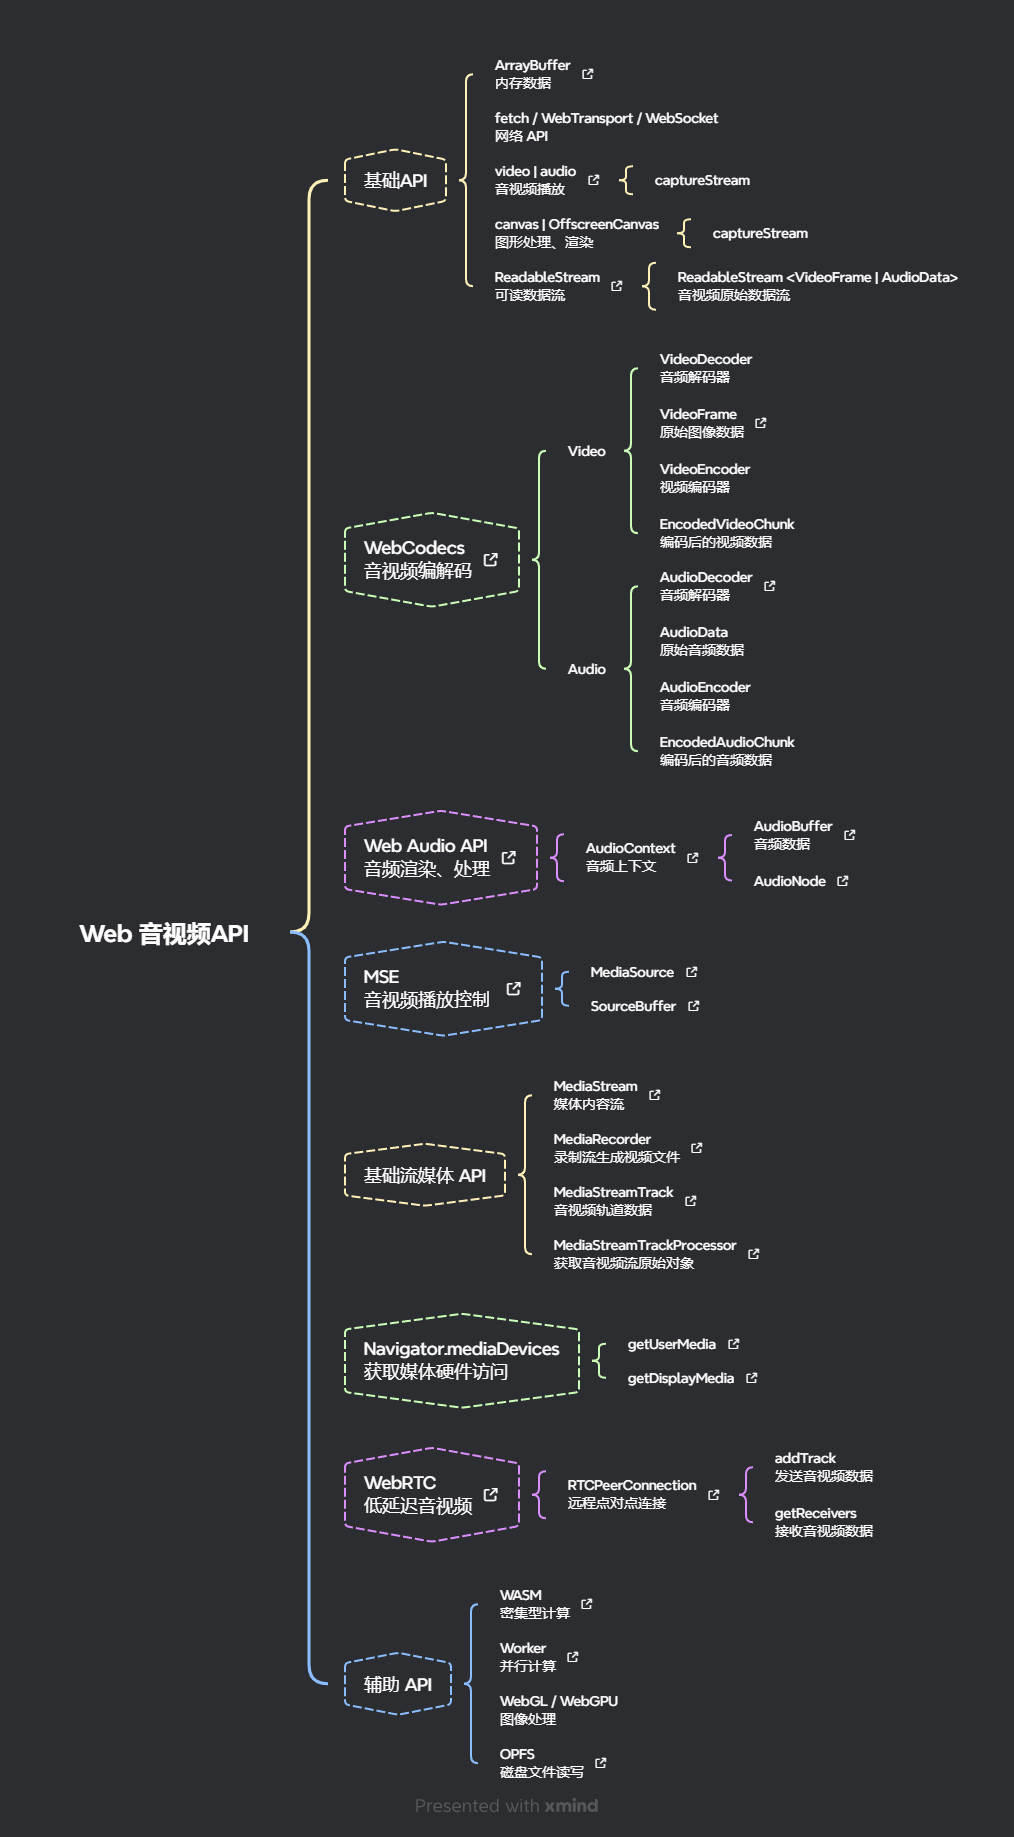 Web 音视频API
基础API
ArrayBuffer
内存数据
fetch / WebTransport / WebSocket
网络 API
video | audio
音视频播放
captureStream
canvas | OffscreenCanvas
图形处理、渲染
captureStream
ReadableStream
可读数据流
ReadableStream <VideoFrame | AudioData>
音视频原始数据流
WebCodecs
音视频编解码
Video
VideoDecoder
音频解码器
VideoFrame
原始图像数据
VideoEncoder
视频编码器
EncodedVideoChunk
编码后的视频数据
Audio
AudioDecoder
音频解码器
AudioData
原始音频数据
AudioEncoder
音频编码器
EncodedAudioChunk
编码后的音频数据
Web Audio API
音频渲染、处理
AudioContext
音频上下文
AudioBuffer
音频数据
AudioNode
MSE
音视频播放控制
MediaSource
SourceBuffer
基础流媒体 API
MediaStream
媒体内容流
MediaRecorder
录制流生成视频文件
MediaStreamTrack
音视频轨道数据
MediaStreamTrackProcessor
获取音视频流原始对象
Navigator.mediaDevices
获取媒体硬件访问
getUserMedia
getDisplayMedia
WebRTC
低延迟音视频
RTCPeerConnection
远程点对点连接
addTrack
发送音视频数据
getReceivers
接收音视频数据
辅助 API
WASM
密集型计算
Worker
并行计算
WebGL / WebGPU
图像处理
OPFS
磁盘文件读写
Presented with xmind